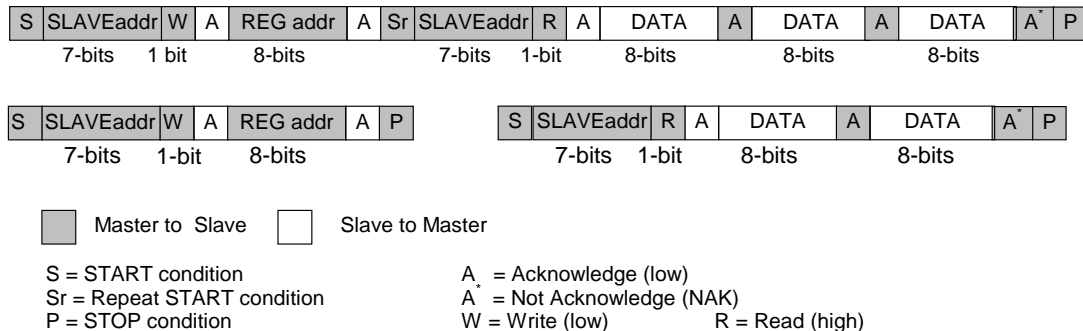 S SLAVEaddr W A REG addr A Sr SLAVEaddr R A DATA A DATA A DATA A* P
7-bits 1 bit 8-bits 7-bits 1-bit 8-bits 8-bits 8-bits
S SLAVEaddr W A REG addr A P
7-bits 1-bit 8-bits
S SLAVEaddr R A DATA A DATA A* P
7-bits 1-bit 8-bits 8-bits
Master to Slave Slave to Master
S = START condition
Sr = Repeat START condition
P = STOP condition
A = Acknowledge (low)
A* = Not Acknowledge (NAK)
W = Write (low) R = Read (high)